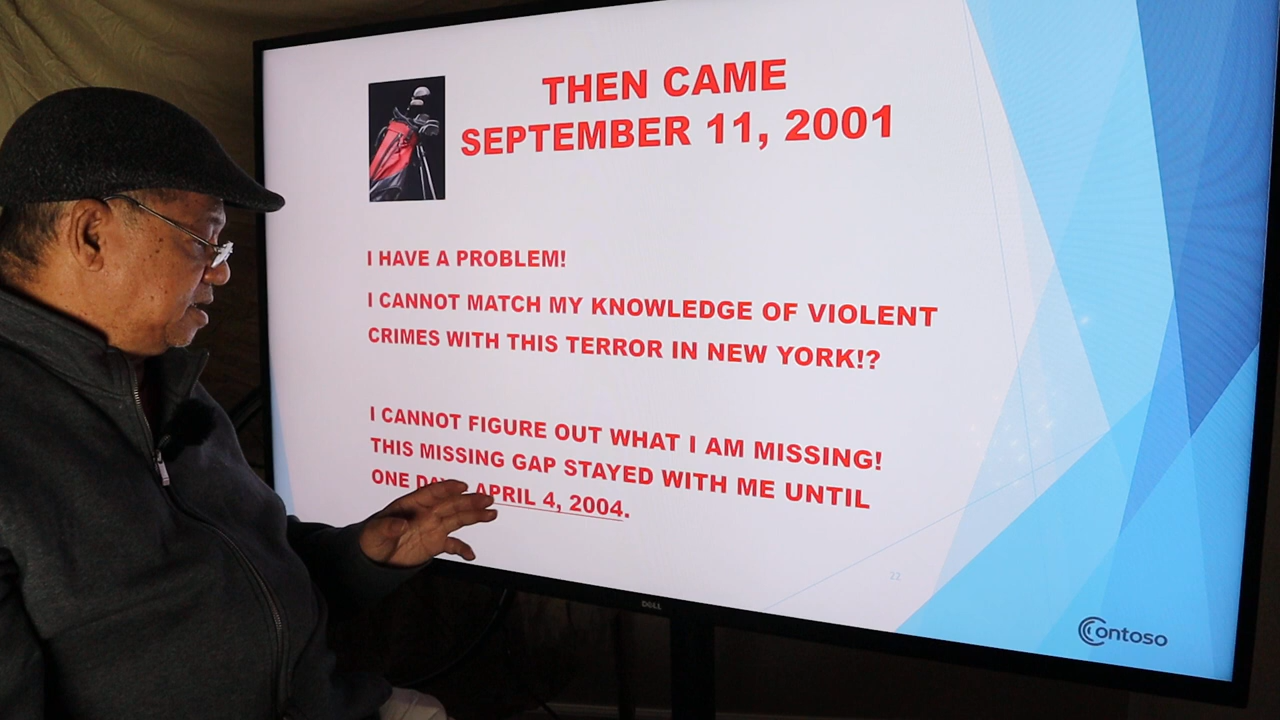 THEN CAME
SEPTEMBER 11, 2001
I HAVE A PROBLEM!
I CANNOT MATCH MY KNOWLEDGE OF VIOLENT
CRIMES WITH THIS TERROR IN NEW YORK!?
I CANNOT FIGURE OUT WHAT I AM MISSING!
THIS MISSING GAP STAYED WITH ME UNTIL
ONE APRIL 4, 2004.
22
Contoso
DELL